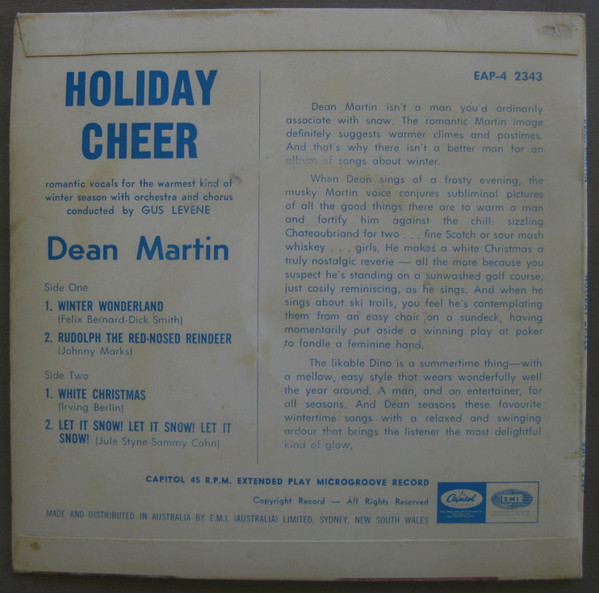 EAP-4 2343
HOLIDAY
CHEER
romantic vocals for the warmest kind of
winter season with orchestra and chorus
conducted by GUS LEVENE
Dean Martin
Side One
1. WINTER WONDERLAND
(Felix Bernard-Dick Smith)
2. RUDOLPH THE RED-NOSED REINDEER
(Johnny Marks)
Side Two
1. WHITE CHRISTMAS
(Irving Berlin)
2. LET IT SNOW! LET IT SNOW! LET IT
SNOW! (Jule Styne-Sammy Cahn)
Dean Martin isn't a man you'd ordinarily
associate with snow. The romantic Martin image
definitely suggests warmer climes and pastimes.
And that's why there isn't a better man for an
album of songs about winter.
When Dean sings of a frosty evening, the
musky Martin voice conjures subliminal pictures
of all the good things there are to warm a man
and fortify him against the chill: sizzling
Chateaubriand for two . . . fine Scotch or sour mash
whiskey . . . girls. He makes a white Christmas a
truly nostalgic reverie — all the more because you
suspect he's standing on a sunwashed golf course,
just cosily reminiscing, as he sings. And when he
sings about ski trails, you feel he's contemplating
them from an easy chair on a sundeck, having
momentarily put aside a winning play at poker
to fondle a feminine hand.
The likable Dino is a summertime thing—with
a mellow, easy style that wears wonderfully well
the year around. A man, and an entertainer, for
all seasons. And Dean seasons these favourite
wintertime songs with a relaxed and swinging
ardour that brings the listener the most delightful
kind of glow.
CAPITOL 45 R.P.M. EXTENDED PLAY MICROGROOVE RECORD
Copyright Record — All Rights Reserved
MADE AND DISTRIBUTED IN AUSTRALIA BY E.M.I. (AUSTRALIA) LIMITED, SYDNEY, NEW SOUTH WALES
Capitol
EMI